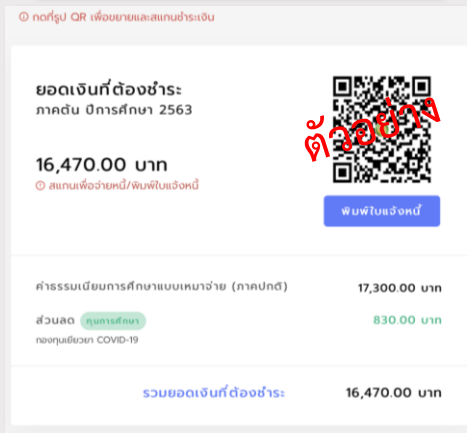 กดที่รูป QR เพื่อขยายและสแกนชำระเงิน
ยอดเงินที่ต้องชำระ
ภาคต้น ปีการศึกษา 2563
16,470.00 บาท
สแกนเพื่อจ่ายหนี้/พิมพ์ใบแจ้งหนี้
ตัวอย่าง
พิมพ์ใบแจ้งหนี้
ค่าธรรมเนียมการศึกษาแบบเหมาจ่าย (ภาคปกติ) 17,300.00 บาท
ส่วนลด ทุนการศึกษา 830.00 บาท
กองทุนเยียวยา COVID-19
รวมยอดเงินที่ต้องชำระ 16,470.00 บาท